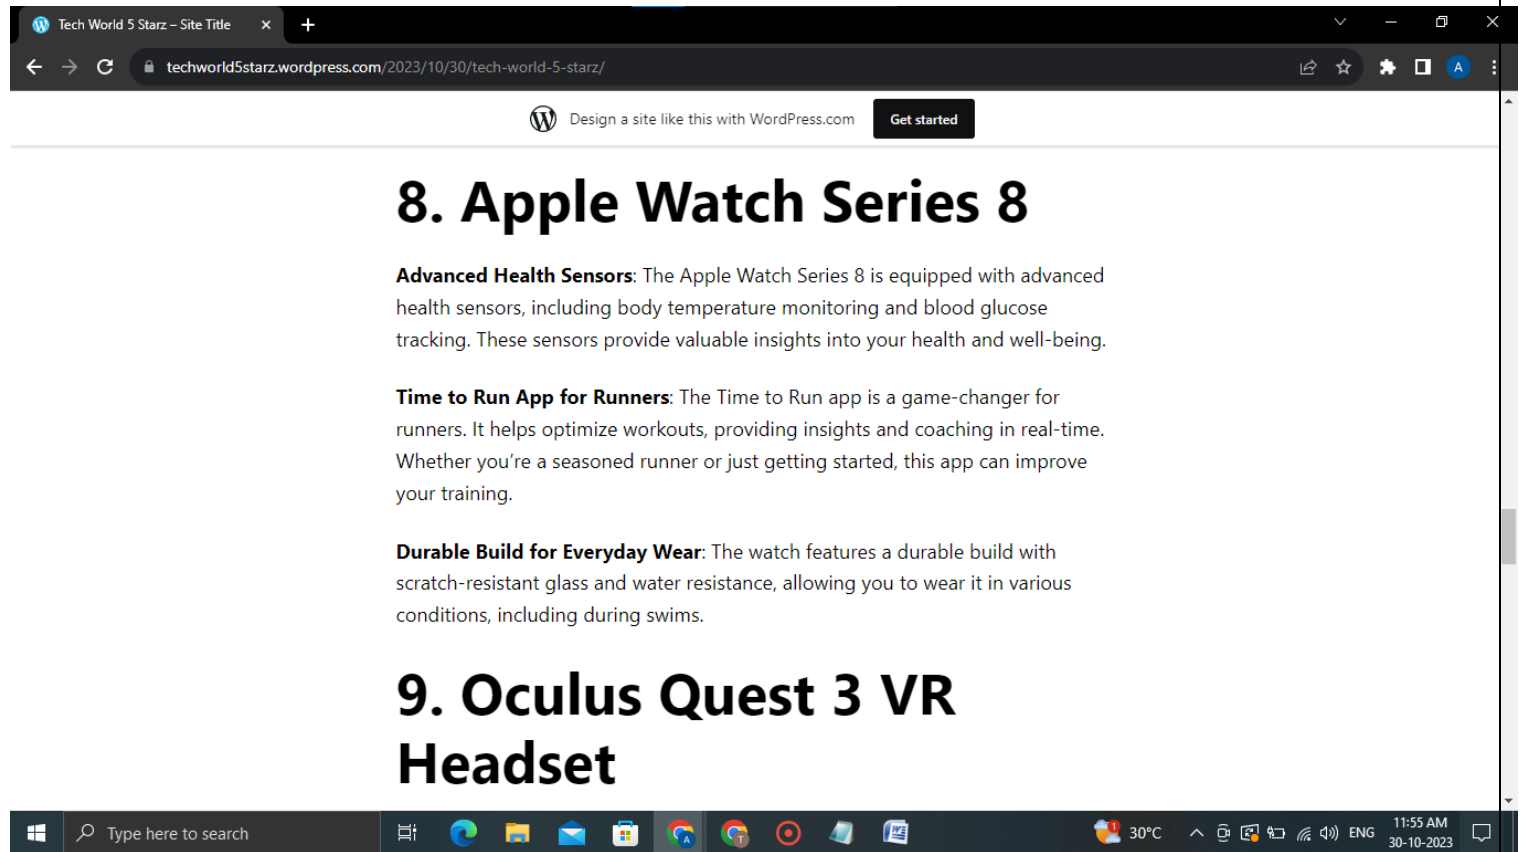 Tech World 5 Starz – Site Title
techworld5starz.wordpress.com/2023/10/30/tech-world-5-starz/
A
Design a site like this with WordPress.com
Get started
8. Apple Watch Series 8
Advanced Health Sensors: The Apple Watch Series 8 is equipped with advanced
health sensors, including body temperature monitoring and blood glucose
tracking. These sensors provide valuable insights into your health and well-being.
Time to Run App for Runners: The Time to Run app is a game-changer for
runners. It helps optimize workouts, providing insights and coaching in real-time.
Whether you’re a seasoned runner or just getting started, this app can improve
your training.
Durable Build for Everyday Wear: The watch features a durable build with
scratch-resistant glass and water resistance, allowing you to wear it in various
conditions, including during swims.
9. Oculus Quest 3 VR
Headset
Type here to search
30°C
ENG
11:55 AM
30-10-2023